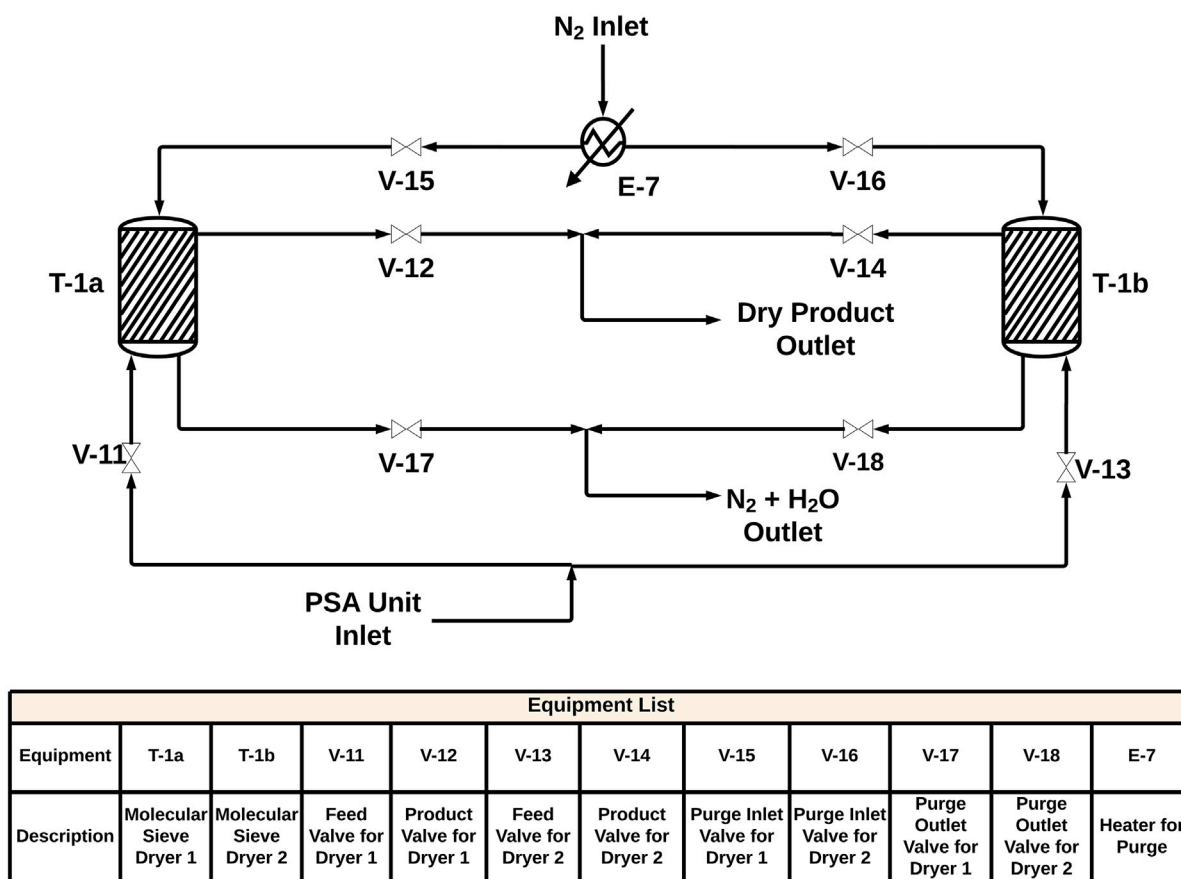 N₂ Inlet
V-15
E-7
V-16
V-12
V-14
T-1a
T-1b
Dry Product
Outlet
V-11
V-17
V-18
V-13
N₂ + H₂O
Outlet
PSA Unit
Inlet
Equipment List
Equipment T-1a T-1b V-11 V-12 V-13 V-14 V-15 V-16 V-17 V-18 E-7
Description
Molecular
Sieve
Dryer 1
Molecular
Sieve
Dryer 2
Feed
Valve for
Dryer 1
Product
Valve for
Dryer 1
Feed
Valve for
Dryer 2
Product
Valve for
Dryer 2
Purge Inlet
Valve for
Dryer 1
Purge Inlet
Valve for
Dryer 2
Purge
Outlet
Valve for
Dryer 1
Purge
Outlet
Valve for
Dryer 2
Heater for
Purge